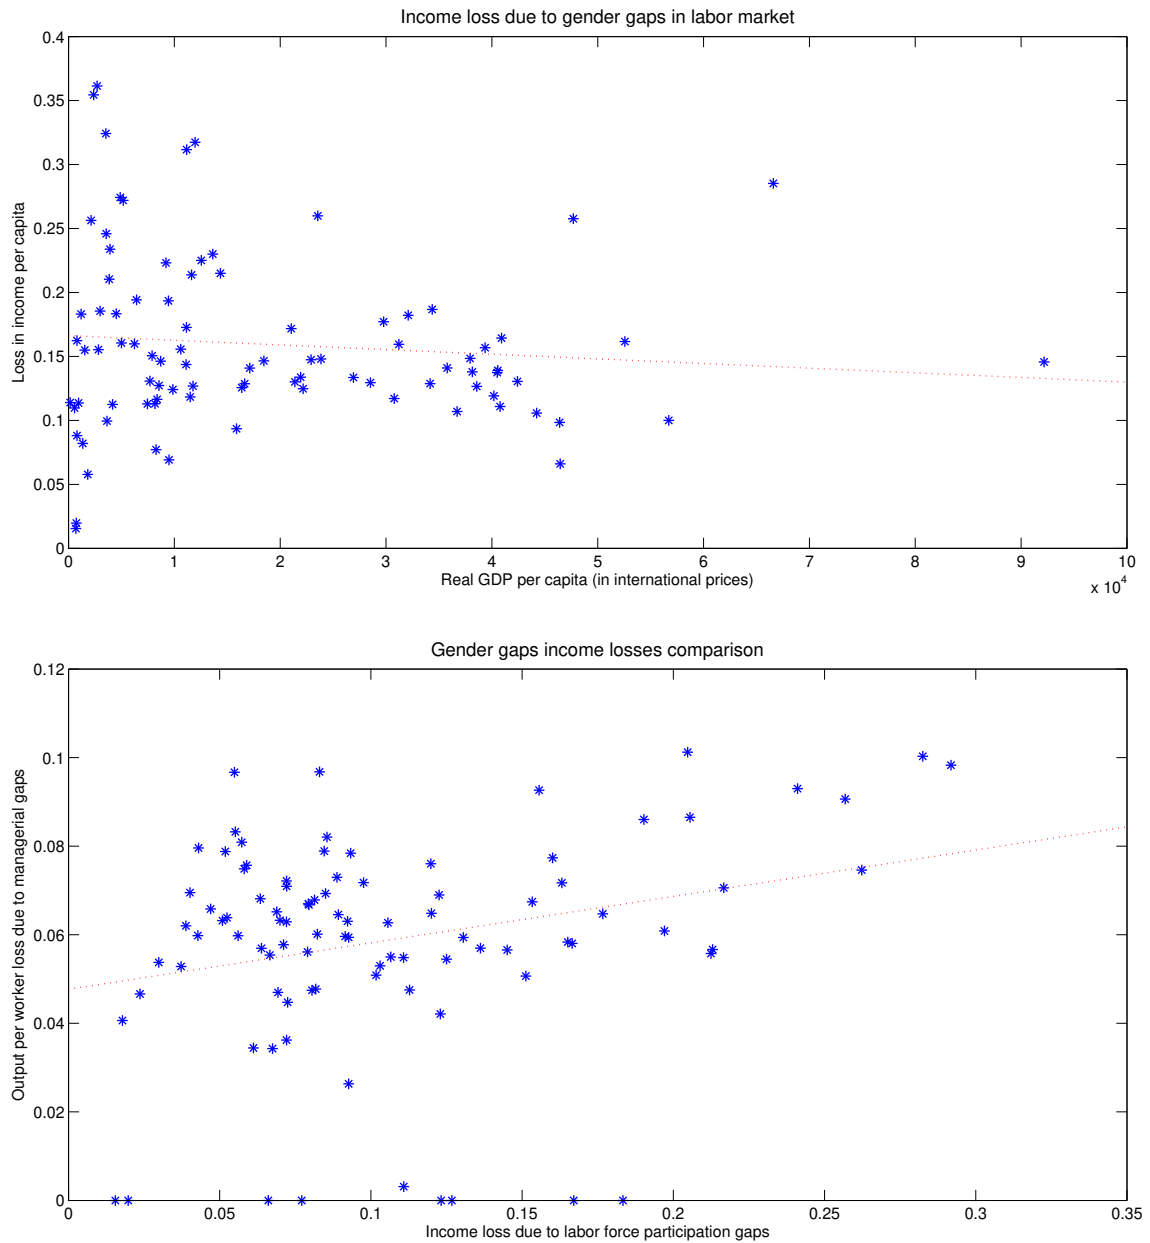 Income loss due to gender gaps in labor market
0.4
0.35
0.3
0.25
0.2
0.15
0.1
0.05
0
Loss in income per capita
0 1 2 3 4 5 6 7 8 9 10
Real GDP per capita (in international prices)
x 10^4
Gender gaps income losses comparison
0.12
0.1
0.08
0.06
0.04
0.02
0
Output per worker loss due to managerial gaps
0 0.05 0.1 0.15 0.2 0.25 0.3 0.35
Income loss due to labor force participation gaps